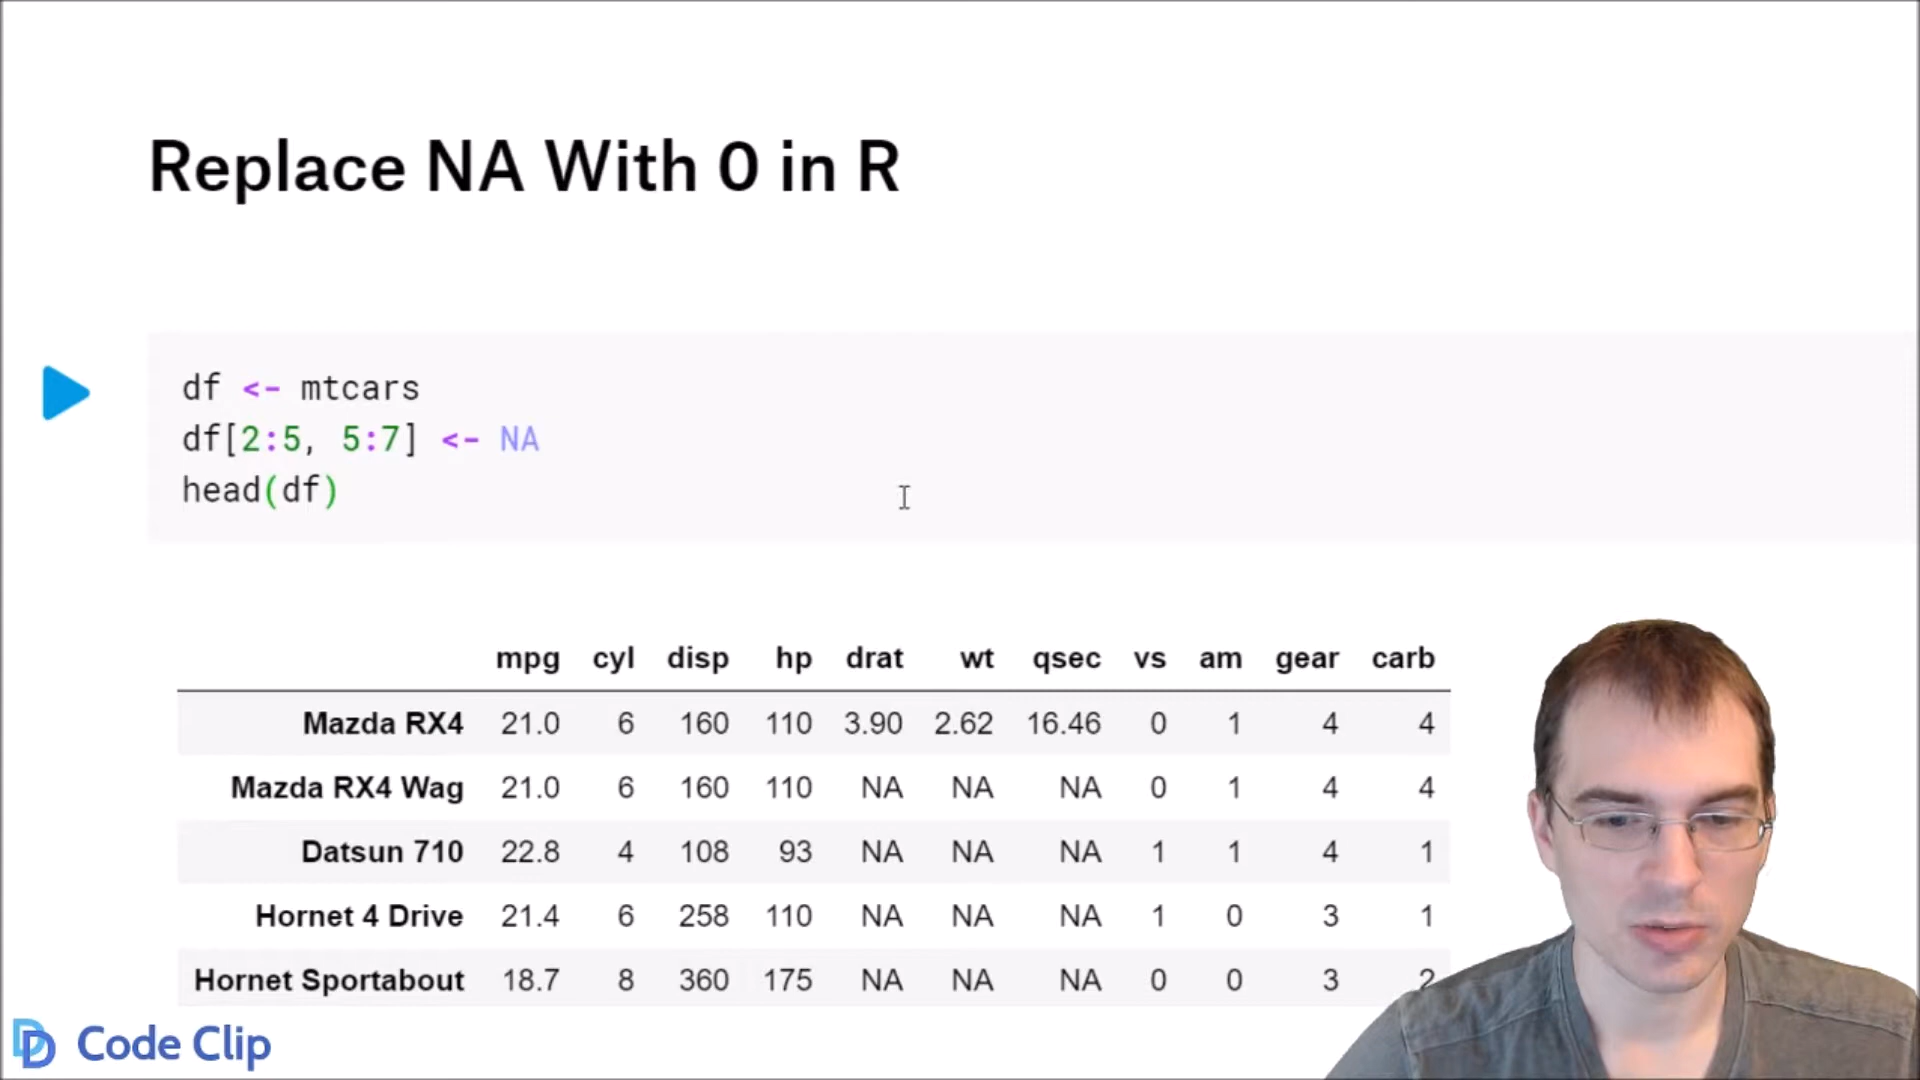 Replace NA With 0 in R
df <- mtcars
df[2:5, 5:7] <- NA
head(df)
mpg cyl disp hp drat wt qsec vs am gear carb
Mazda RX4 21.0 6 160 110 3.90 2.62 16.46 0 1 4 4
Mazda RX4 Wag 21.0 6 160 110 NA NA NA 0 1 4 4
Datsun 710 22.8 4 108 93 NA NA NA 1 1 4 1
Hornet 4 Drive 21.4 6 258 110 NA NA NA 1 0 3 1
Hornet Sportabout 18.7 8 360 175 NA NA NA 0 0 3 2
Code Clip